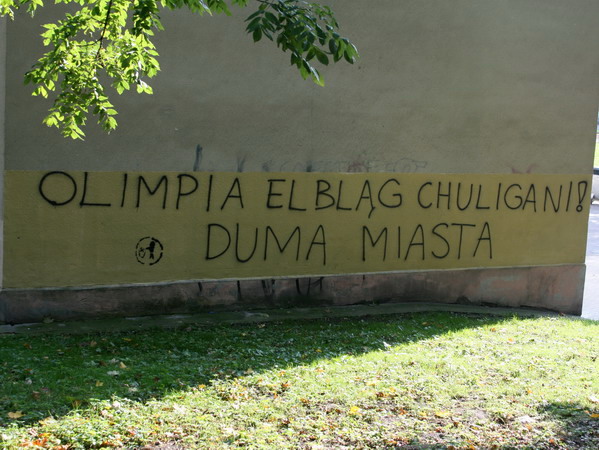 OLIMPIA ELBLĄG CHULIGANI!
DUMA MIASTA